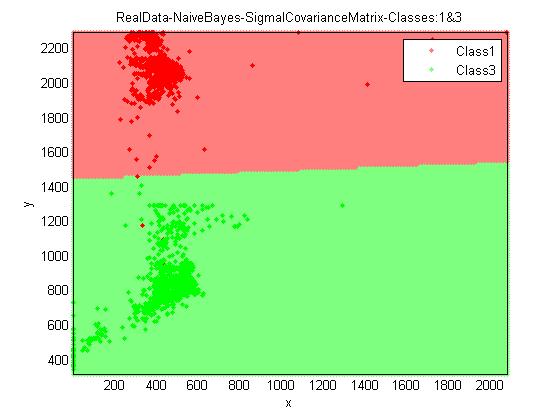 RealData-NaiveBayes-SigmaICovarianceMatrix-Classes:1&3
Class1
Class3
y
2200
2000
1800
1600
1400
1200
1000
800
600
400
200 400 600 800 1000 1200 1400 1600 1800 2000
x